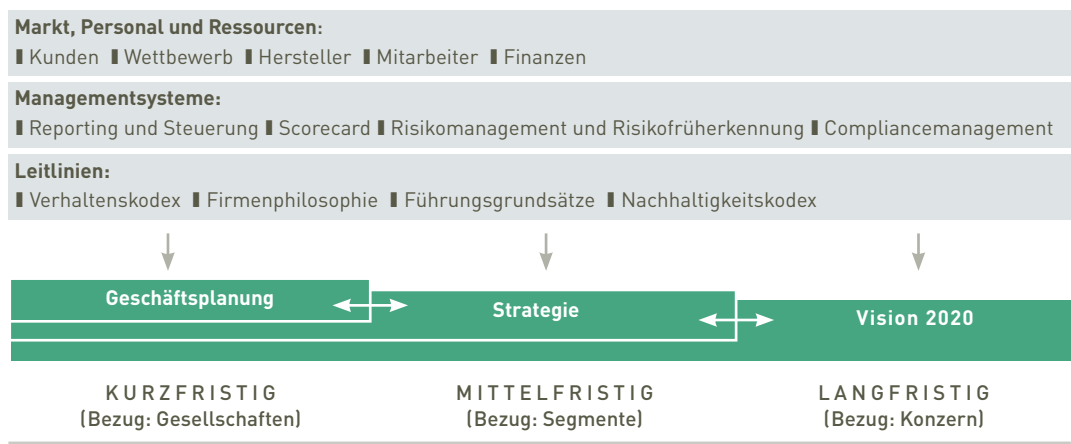 Markt, Personal und Ressourcen:
▮ Kunden ▮ Wettbewerb ▮ Hersteller ▮ Mitarbeiter ▮ Finanzen
Managementsysteme:
▮ Reporting und Steuerung ▮ Scorecard ▮ Risikomanagement und Risikofrüherkennung ▮ Compliancemanagement
Leitlinien:
▮ Verhaltenskodex ▮ Firmenphilosophie ▮ Führungsgrundsätze ▮ Nachhaltigkeitskodex
Geschäftsplanung
Strategie
Vision 2020
KURZFRISTIG
(Bezug: Gesellschaften)
MITTELFRISTIG
(Bezug: Segmente)
LANGFRISTIG
(Bezug: Konzern)